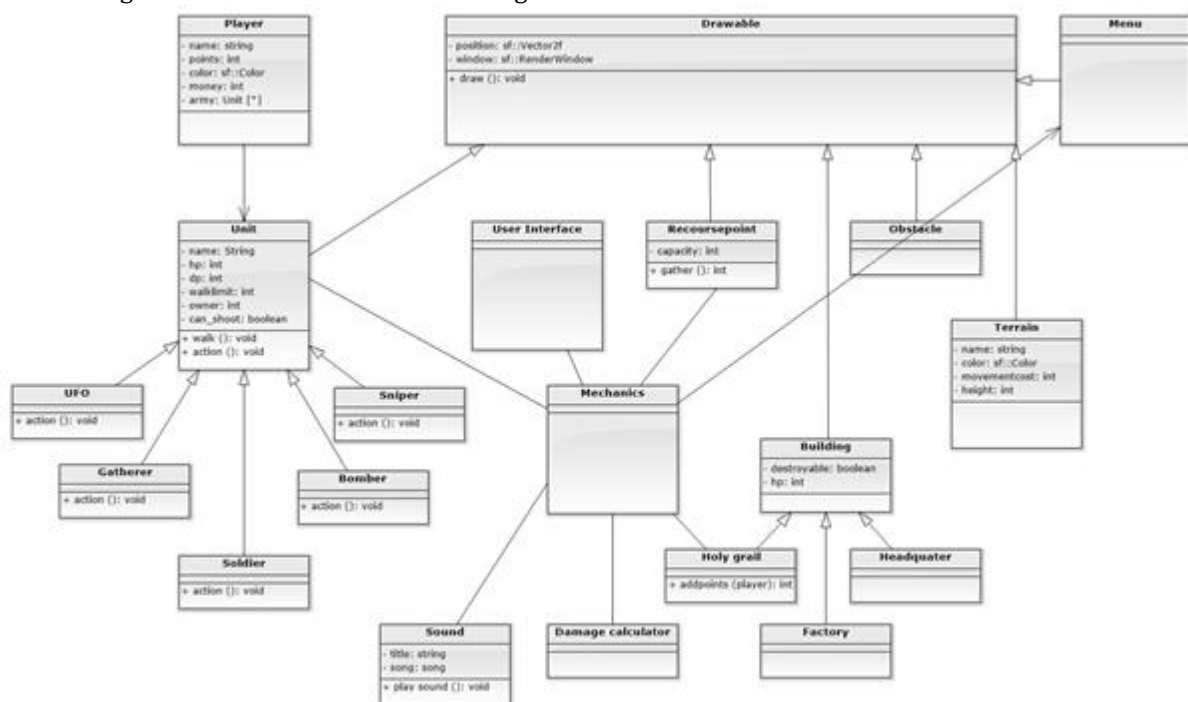 Player
- name: string
- points: int
- color: sf::Color
- money: int
- army: Unit [*]
Drawable
- position: sf::Vector2f
- window: sf::RenderWindow
+ draw (): void
Menu
Unit
- name: String
- hp: int
- dp: int
- walklimit: int
- owner: int
- can_shoot: boolean
+ walk (): void
+ action (): void
User Interface
Recoursepoint
- capacity: int
+ gather (): int
Obstacle
Terrain
- name: string
- color: sf::Color
- movementcost: int
- height: int
UFO
+ action (): void
Sniper
+ action (): void
Mechanics
Gatherer
+ action (): void
Bomber
+ action (): void
Building
- destroyable: boolean
- hp: int
Soldier
+ action (): void
Holy grail
+ addpoints (player): int
Headquater
Sound
- title: string
- song: song
+ play sound (): void
Damage calculator
Factory